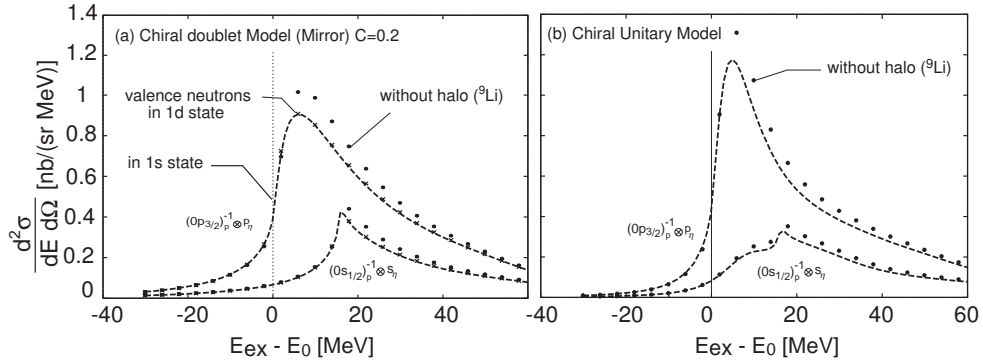 (a) Chiral doublet Model (Mirror) C=0.2
valence neutrons
in 1d state
without halo (⁹Li)
in 1s state
(0p3/2)p⁻¹⊗pη
(0s1/2)p⁻¹⊗sη
1.4
1.2
1
0.8
0.6
0.4
0.2
0
d²σ
dE dΩ
[nb/(sr MeV)]
-40 -20 0 20 40 60
Eex - E0 [MeV]
(b) Chiral Unitary Model
without halo (⁹Li)
(0p3/2)p⁻¹⊗pη
(0s1/2)p⁻¹⊗sη
-40 -20 0 20 40 60
Eex - E0 [MeV]